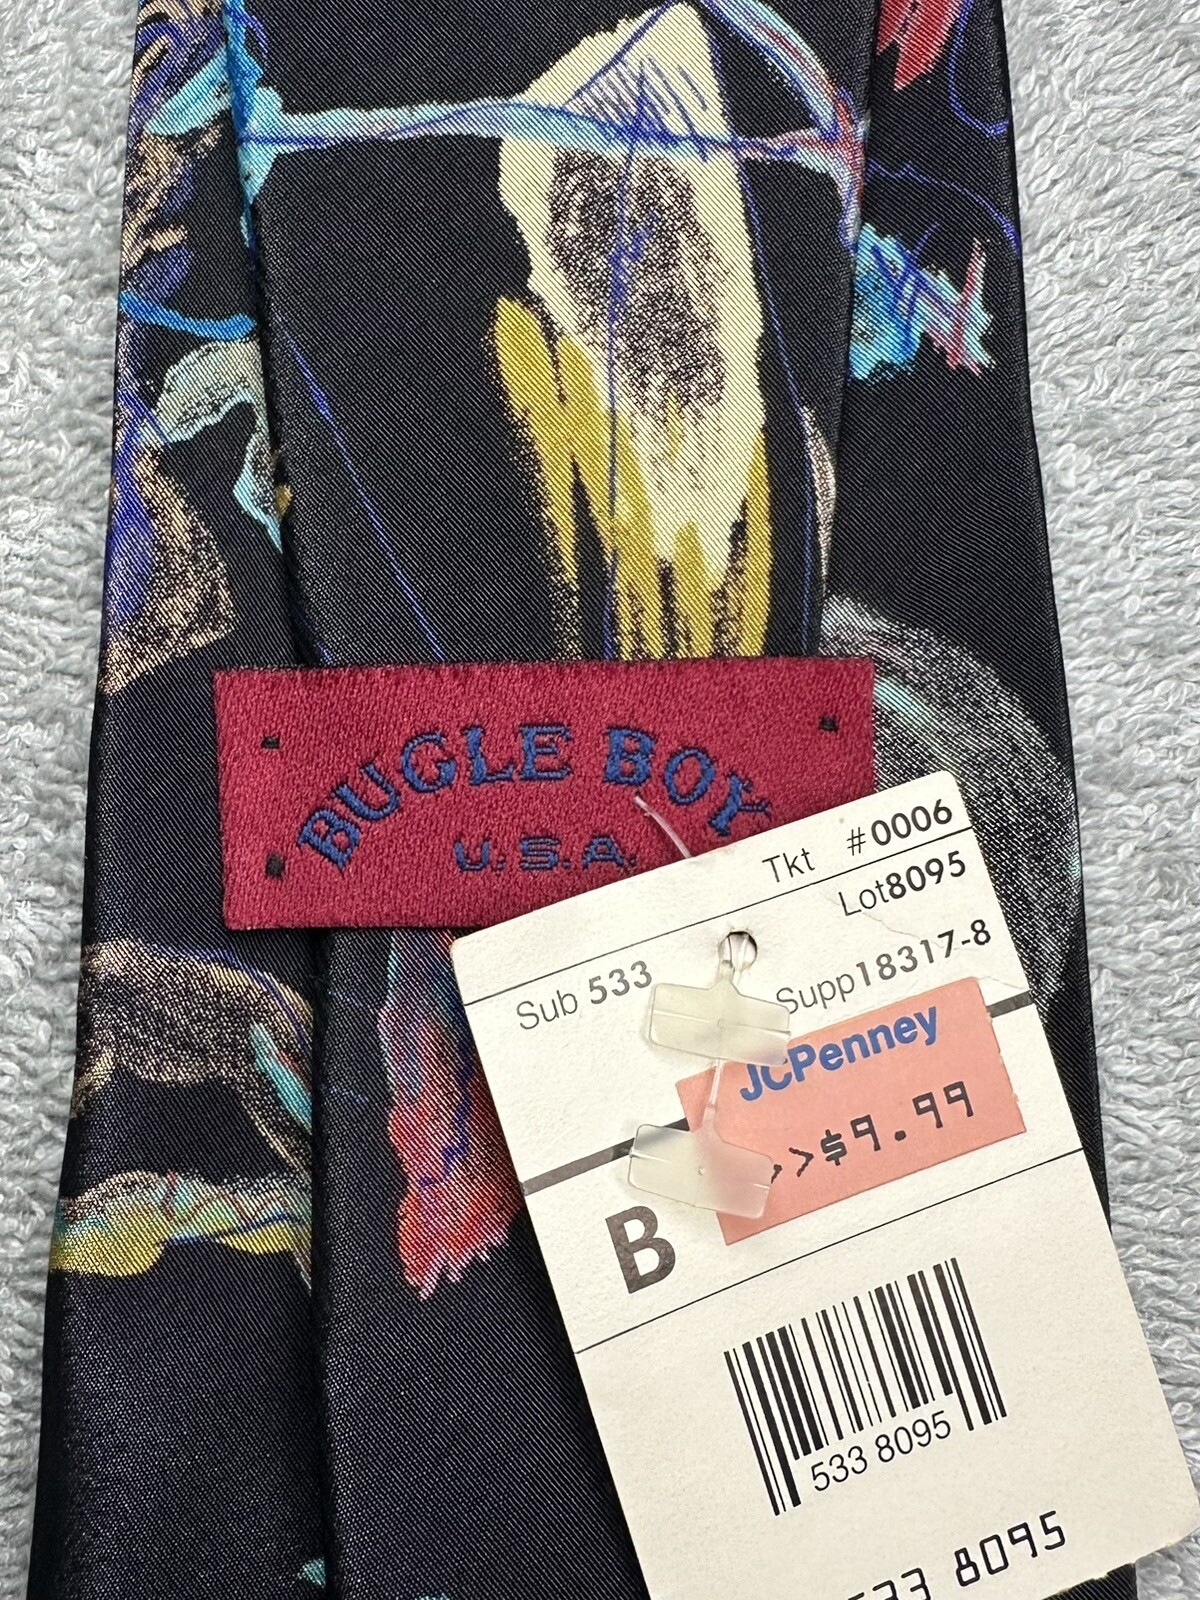 BUGLE BOY
U.S.A.
Tkt #0006
Lot8095
Sub 533 Supp18317-8
JCPenney
>>$9.99
B
533 8095
533 8095